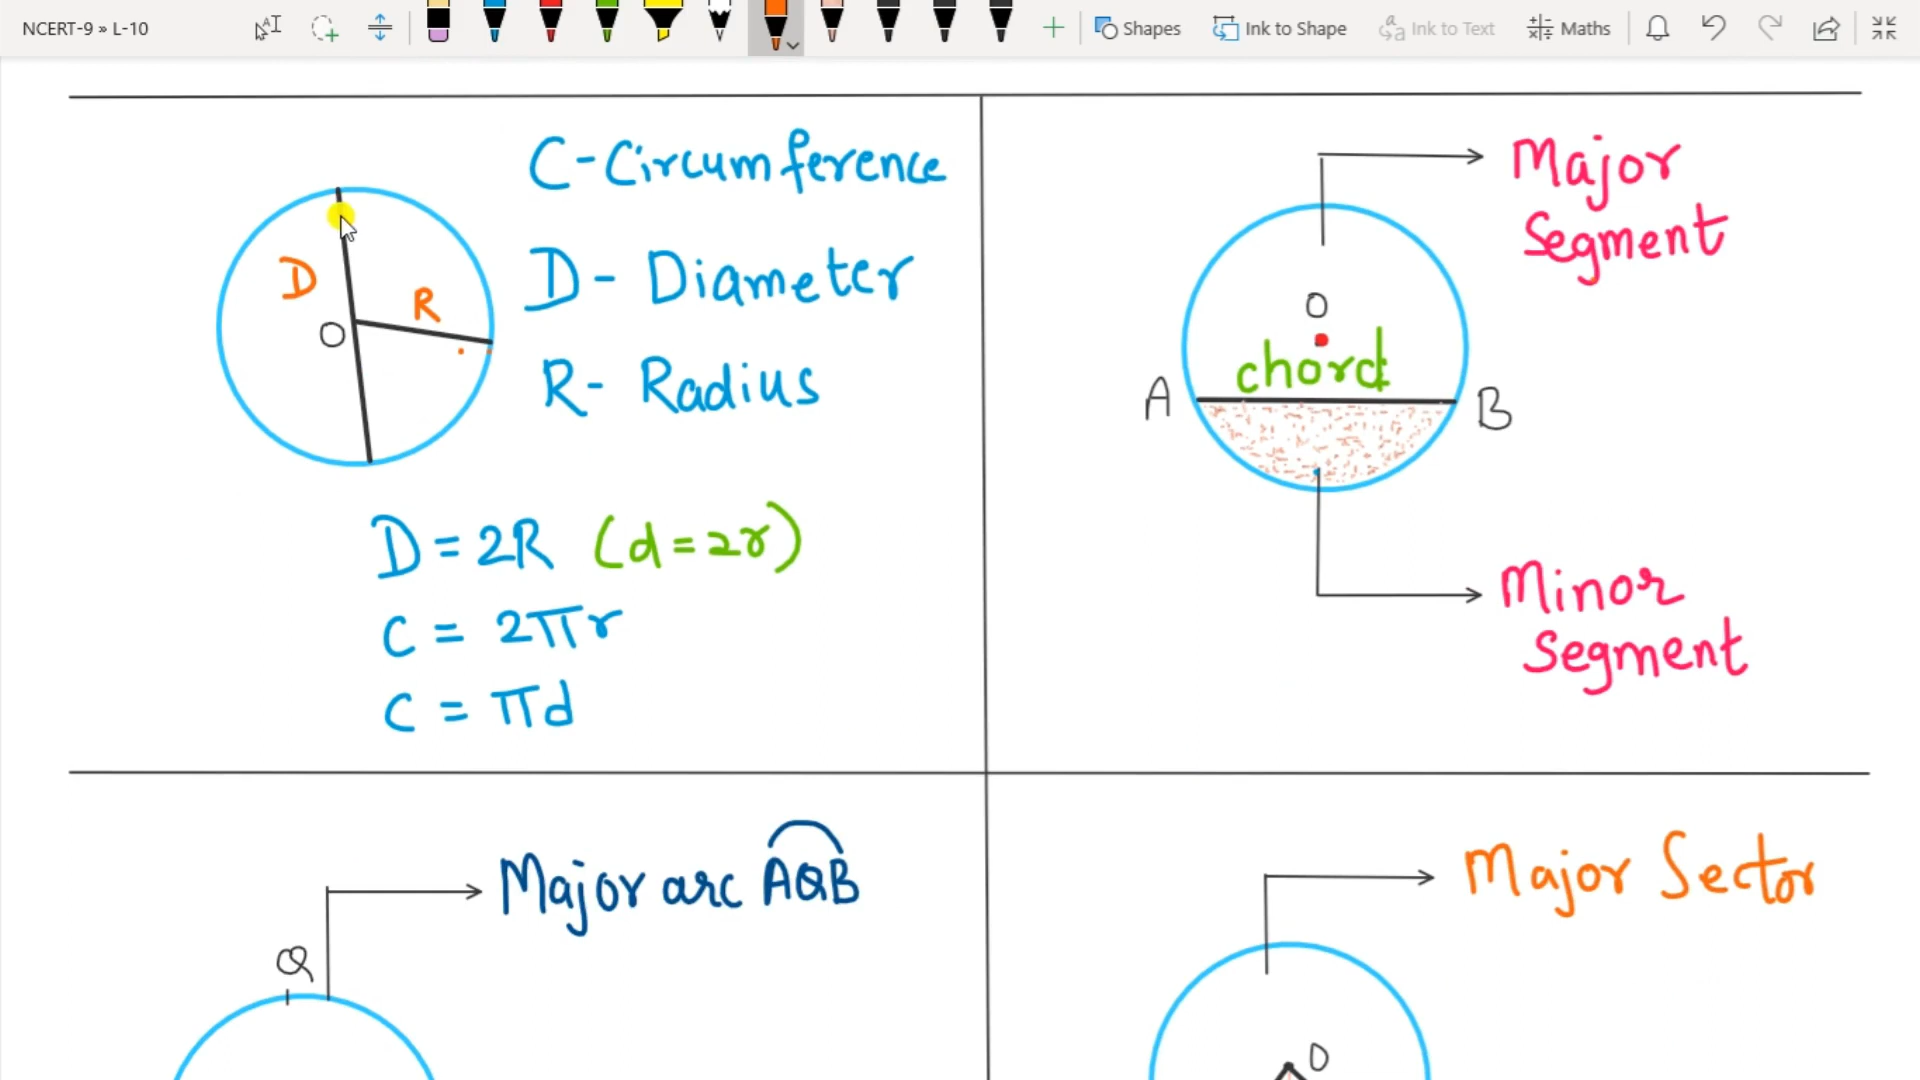 NCERT-9 » L-10
Shapes
Ink to Shape
Ink to Text
Maths
C-Circumference
D- Diameter
R- Radius
D
R
O
D = 2R (d=2r)
C = 2πr
C = πd
Major
Segment
O
chord
A
B
Minor
Segment
Major arc AQB
Q
Major Sector
O